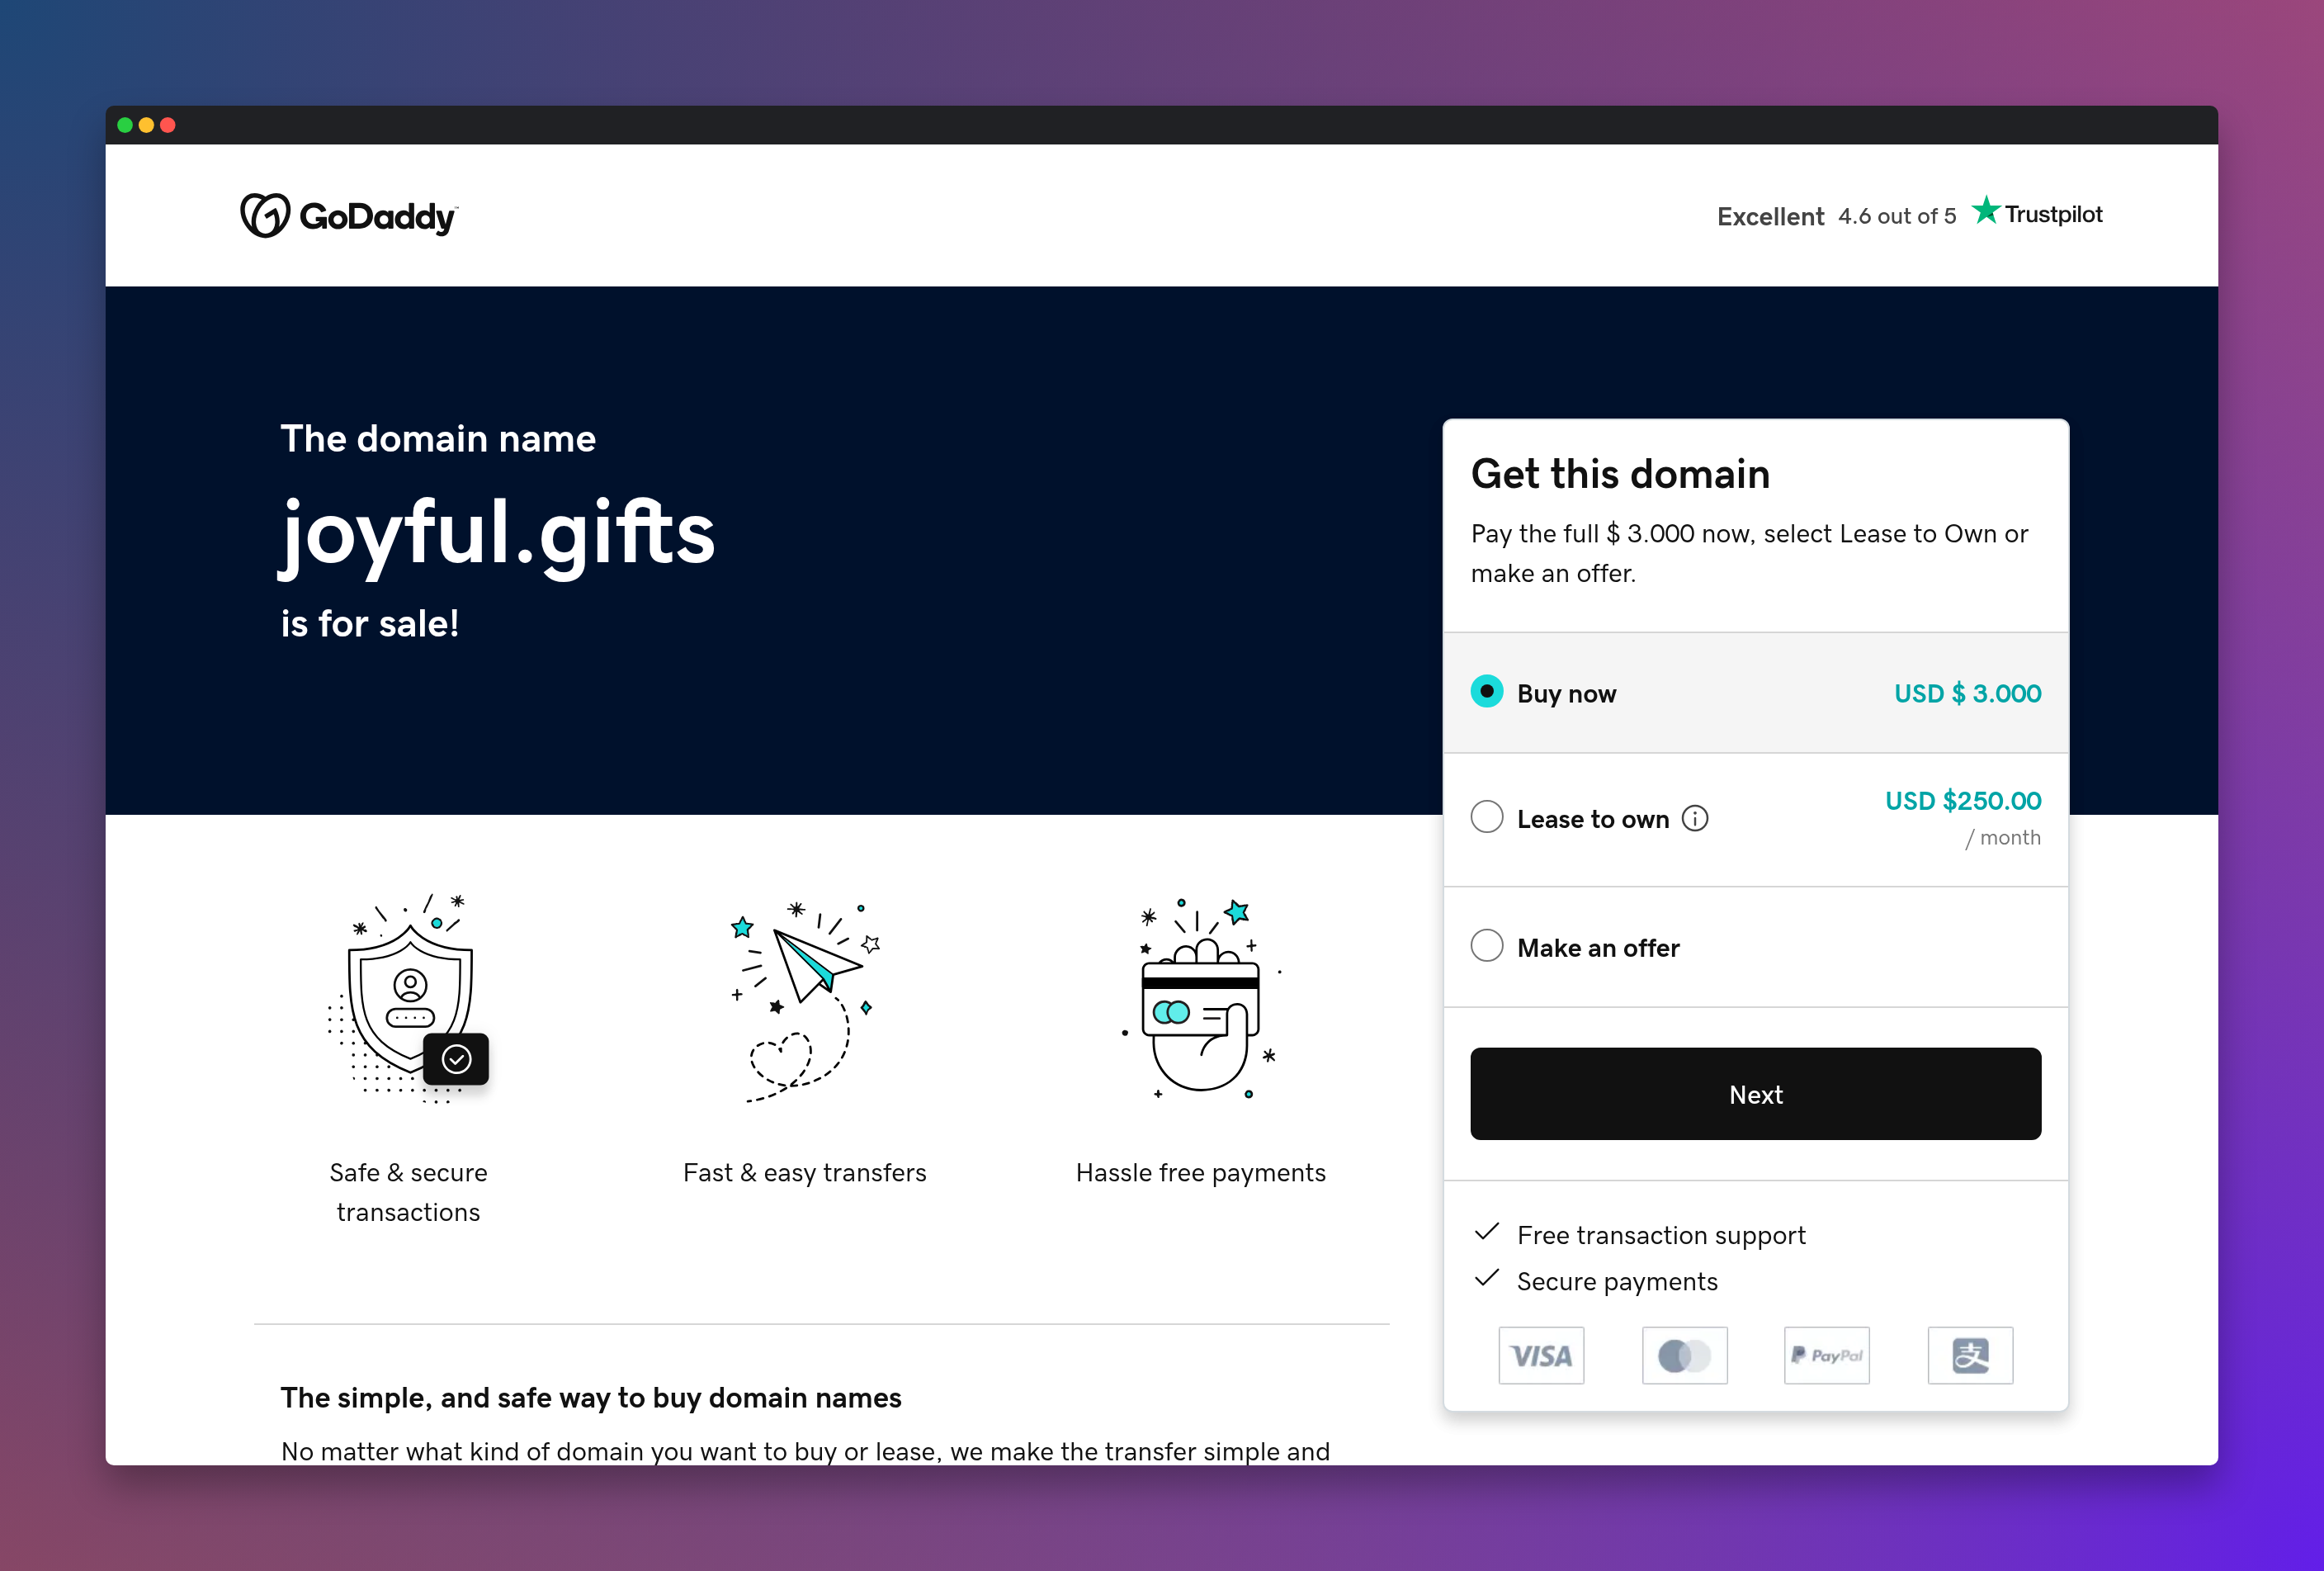 GoDaddy™
Excellent 4.6 out of 5 Trustpilot
The domain name
joyful.gifts
is for sale!
Get this domain
Pay the full $ 3.000 now, select Lease to Own or
make an offer.
Buy now USD $ 3.000
Lease to own USD $250.00
/ month
Make an offer
Next
Free transaction support
Secure payments
VISA PayPal 支
Safe & secure
transactions
Fast & easy transfers
Hassle free payments
The simple, and safe way to buy domain names
No matter what kind of domain you want to buy or lease, we make the transfer simple and